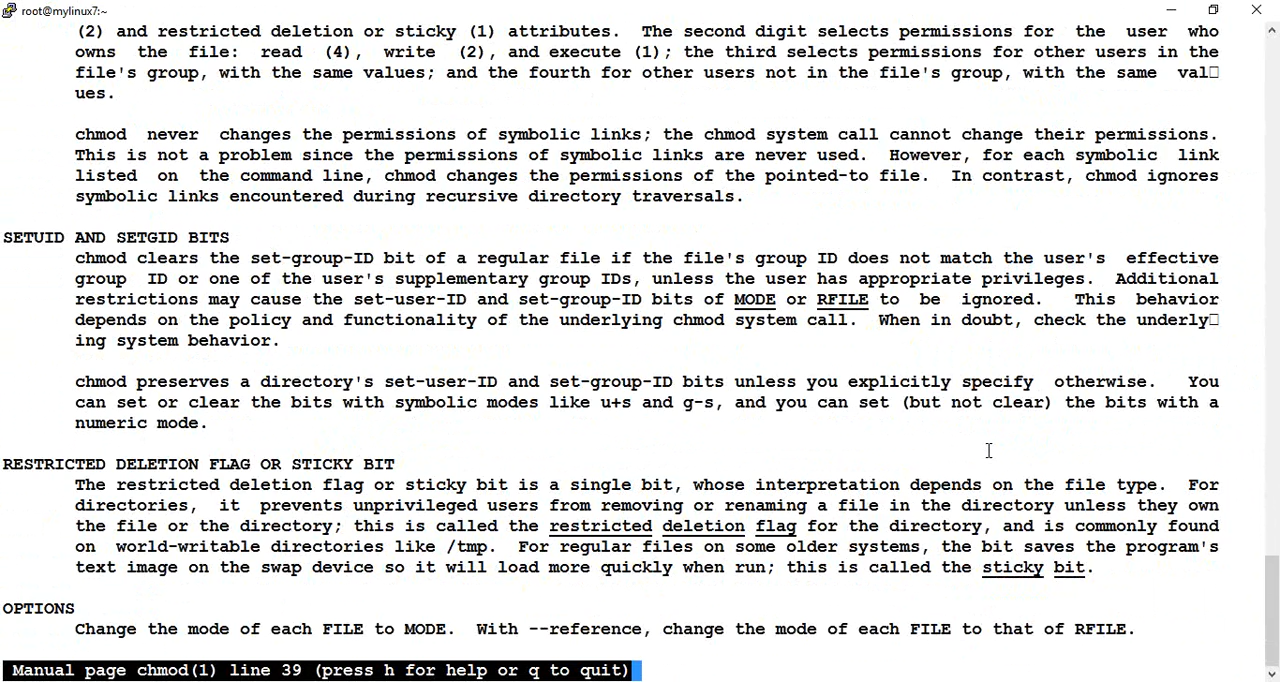 root@mylinux7:~
(2) and restricted deletion or sticky (1) attributes.  The second digit selects permissions for  the  user  who
owns  the  file:  read  (4),  write  (2), and execute (1); the third selects permissions for other users in the
file's group, with the same values; and the fourth for other users not in the file's group, with the same  val□
ues.
chmod  never  changes the permissions of symbolic links; the chmod system call cannot change their permissions.
This is not a problem since the permissions of symbolic links are never used.  However, for each symbolic  link
listed  on  the command line, chmod changes the permissions of the pointed-to file.  In contrast, chmod ignores
symbolic links encountered during recursive directory traversals.
SETUID AND SETGID BITS
chmod clears the set-group-ID bit of a regular file if the file's group ID does not match the user's  effective
group  ID or one of the user's supplementary group IDs, unless the user has appropriate privileges.  Additional
restrictions may cause the set-user-ID and set-group-ID bits of MODE or RFILE to  be  ignored.   This  behavior
depends on the policy and functionality of the underlying chmod system call.  When in doubt, check the underly□
ing system behavior.
chmod preserves a directory's set-user-ID and set-group-ID bits unless you explicitly specify  otherwise.   You
can set or clear the bits with symbolic modes like u+s and g-s, and you can set (but not clear) the bits with a
numeric mode.
RESTRICTED DELETION FLAG OR STICKY BIT
The restricted deletion flag or sticky bit is a single bit, whose interpretation depends on the file type.  For
directories,  it  prevents unprivileged users from removing or renaming a file in the directory unless they own
the file or the directory; this is called the restricted deletion flag for the directory, and is commonly found
on  world-writable directories like /tmp.  For regular files on some older systems, the bit saves the program's
text image on the swap device so it will load more quickly when run; this is called the sticky bit.
OPTIONS
Change the mode of each FILE to MODE.  With --reference, change the mode of each FILE to that of RFILE.
Manual page chmod(1) line 39 (press h for help or q to quit)